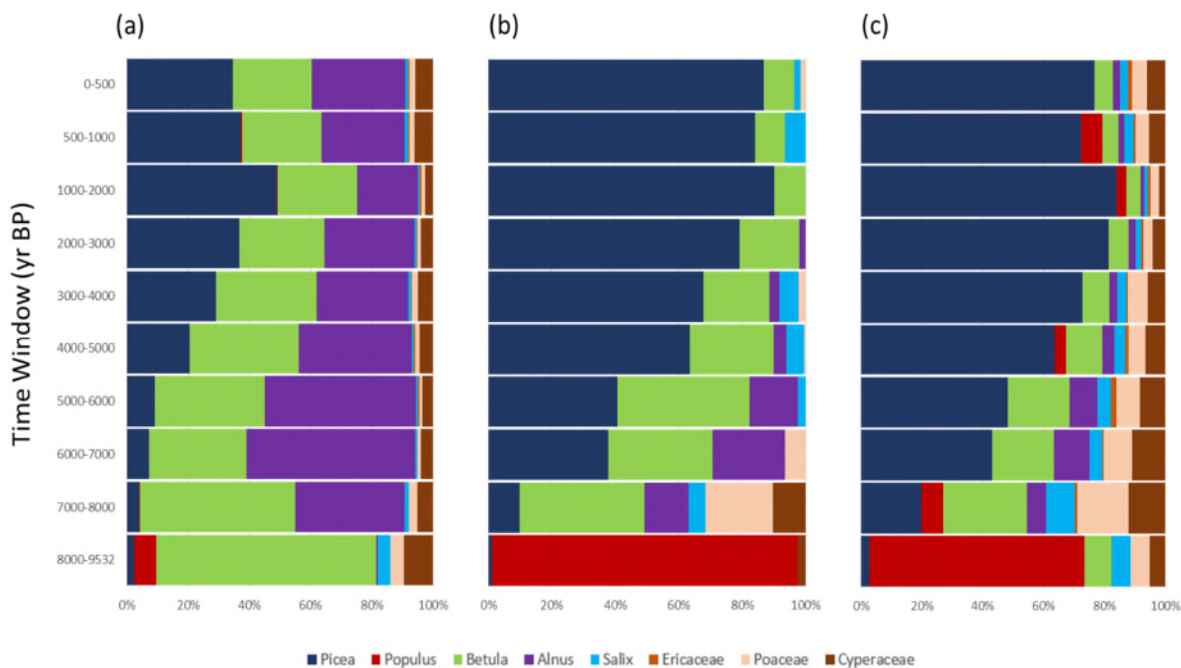 (a) (b) (c)
Time Window (yr BP)
0-500
500-1000
1000-2000
2000-3000
3000-4000
4000-5000
5000-6000
6000-7000
7000-8000
8000-9532
0% 20% 40% 60% 80% 100% 0% 20% 40% 60% 80% 100% 0% 20% 40% 60% 80% 100%
Picea Populus Betula Alnus Salix Ericaceae Poaceae Cyperaceae